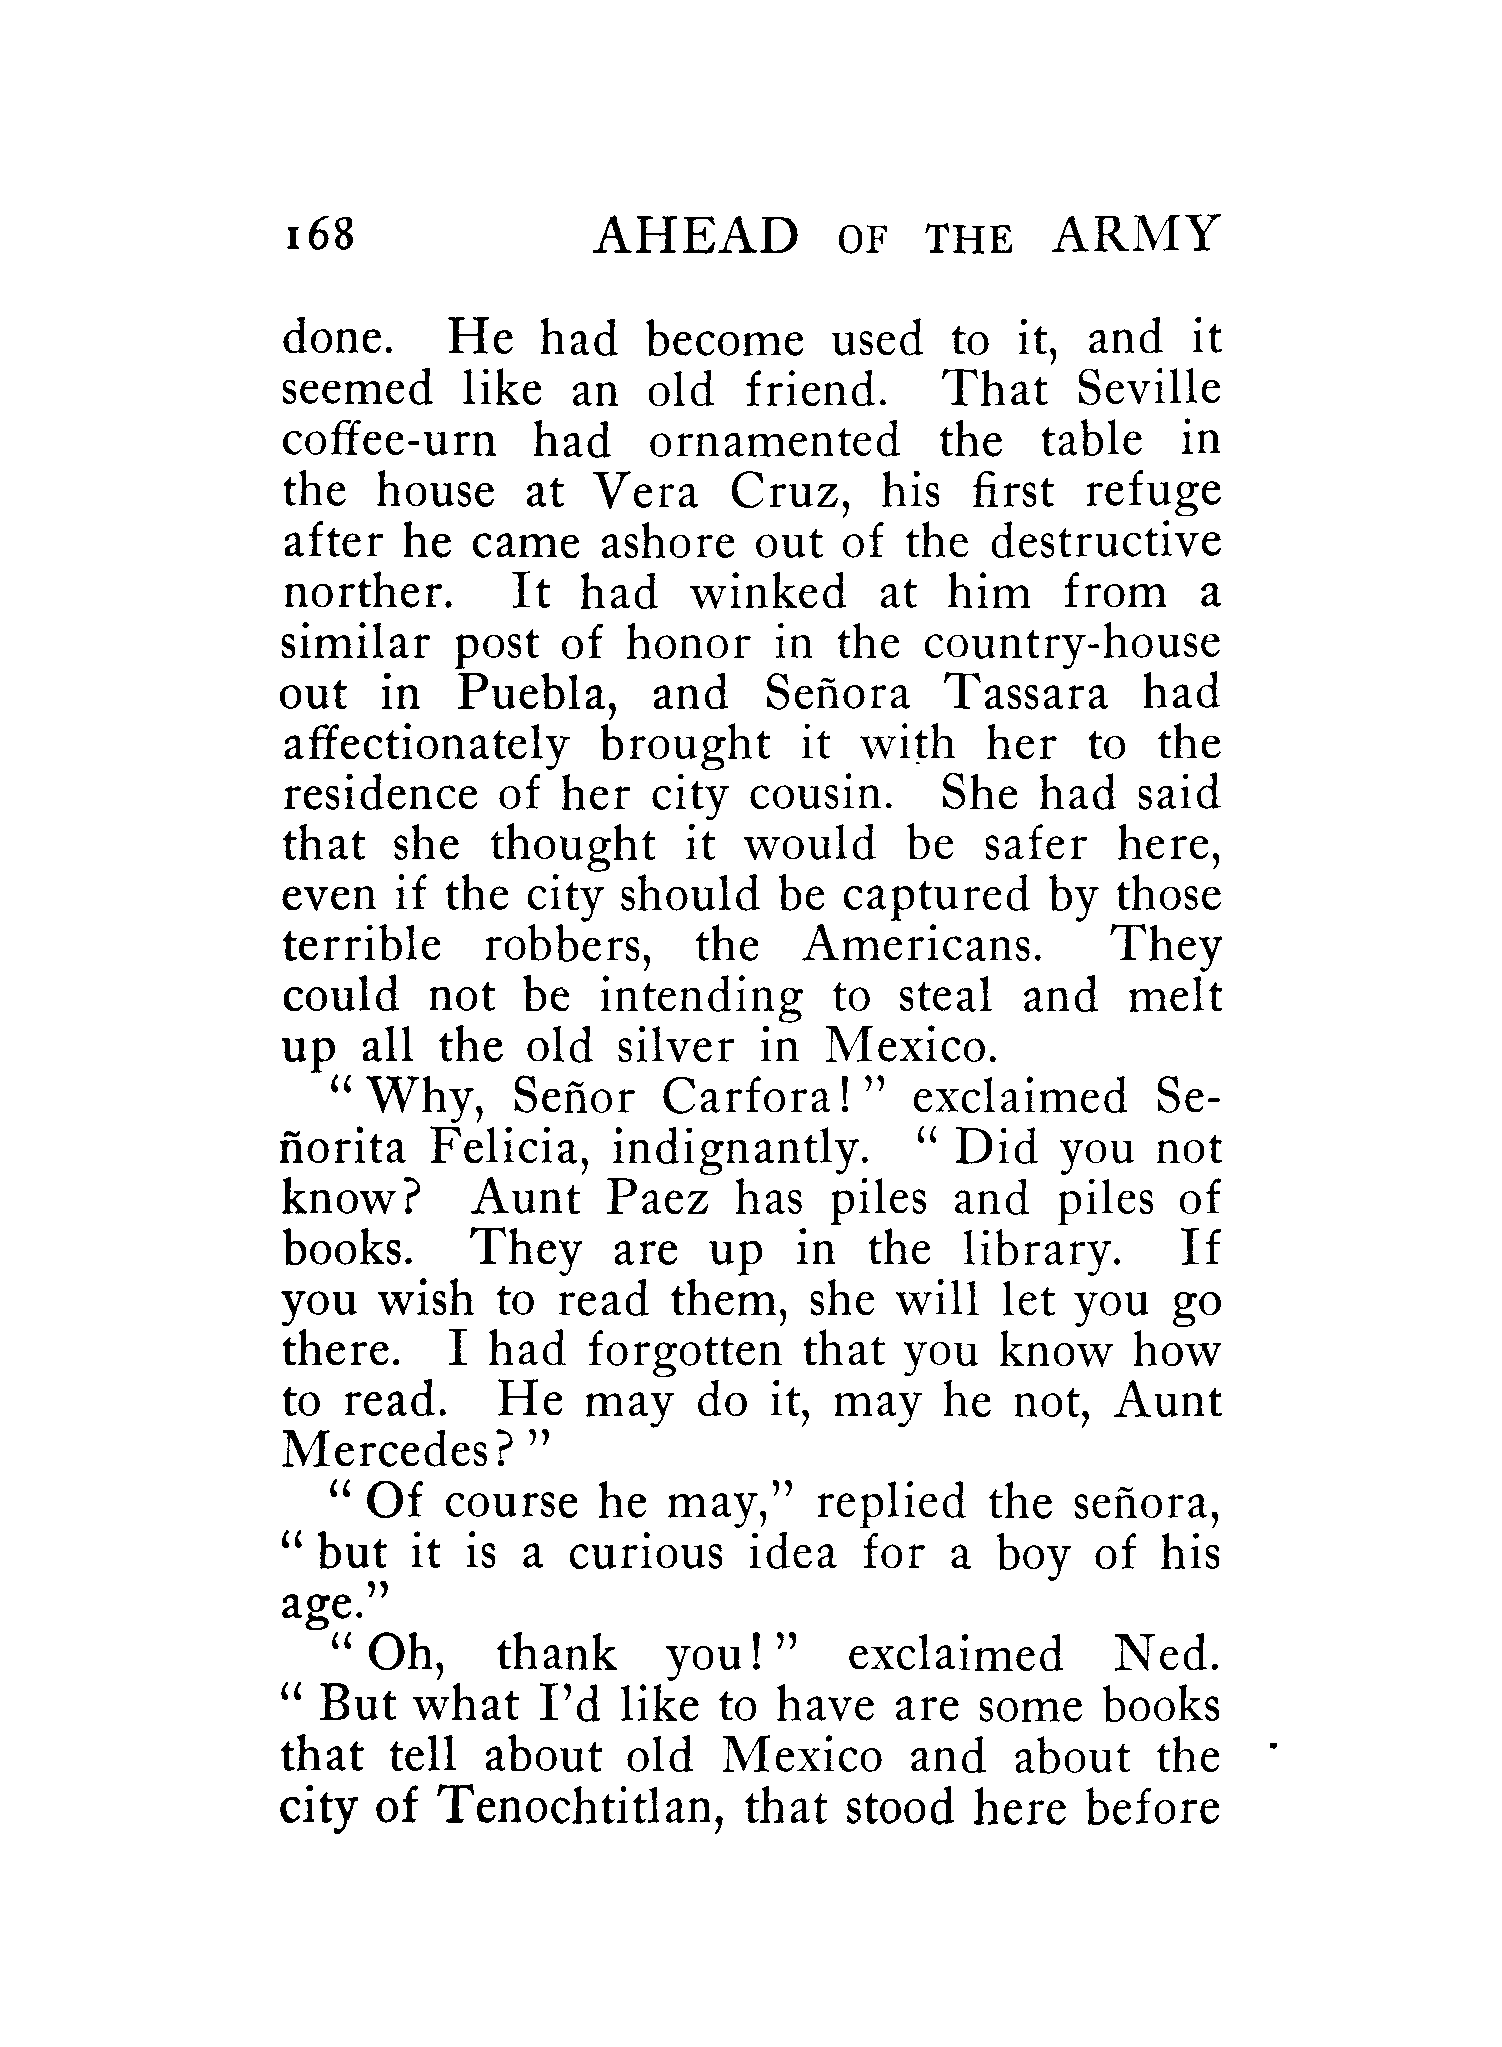 168 AHEAD OF THE ARMY
done. He had become used to it, and it
seemed like an old friend. That Seville
coffee-urn had ornamented the table in
the house at Vera Cruz, his first refuge
after he came ashore out of the destructive
norther. It had winked at him from a
similar post of honor in the country-house
out in Puebla, and Señora Tassara had
affectionately brought it with her to the
residence of her city cousin. She had said
that she thought it would be safer here,
even if the city should be captured by those
terrible robbers, the Americans. They
could not be intending to steal and melt
up all the old silver in Mexico.
“Why, Señor Carfora!” exclaimed Se-
ñorita Felicia, indignantly. “Did you not
know? Aunt Paez has piles and piles of
books. They are up in the library. If
you wish to read them, she will let you go
there. I had forgotten that you know how
to read. He may do it, may he not, Aunt
Mercedes?”
“Of course he may,” replied the señora,
“but it is a curious idea for a boy of his
age.”
“Oh, thank you!” exclaimed Ned.
“But what I’d like to have are some books
that tell about old Mexico and about the
city of Tenochtitlan, that stood here before